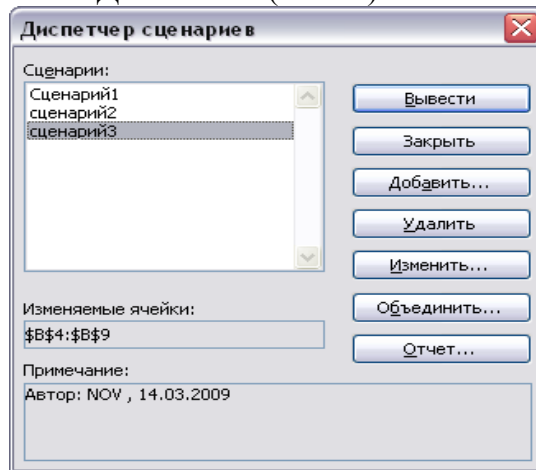 Диспетчер сценариев
Сценарии:
Сценарий1
сценарий2
сценарий3
Вывести
Закрыть
Добавить...
Удалить
Изменить...
Объединить...
Отчет...
Изменяемые ячейки:
$B$4:$B$9
Примечание:
Автор: NOV , 14.03.2009